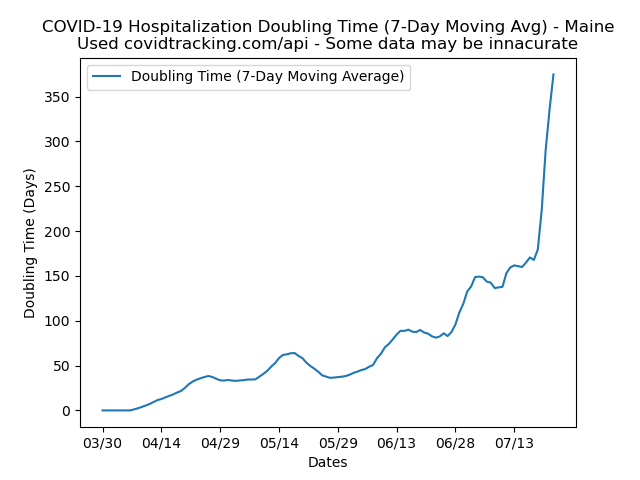 COVID-19 Hospitalization Doubling Time (7-Day Moving Avg) - Maine
Used covidtracking.com/api - Some data may be innacurate
Doubling Time (7-Day Moving Average)
Doubling Time (Days)
350
300
250
200
150
100
50
0
03/30 04/14 04/29 05/14 05/29 06/13 06/28 07/13
Dates